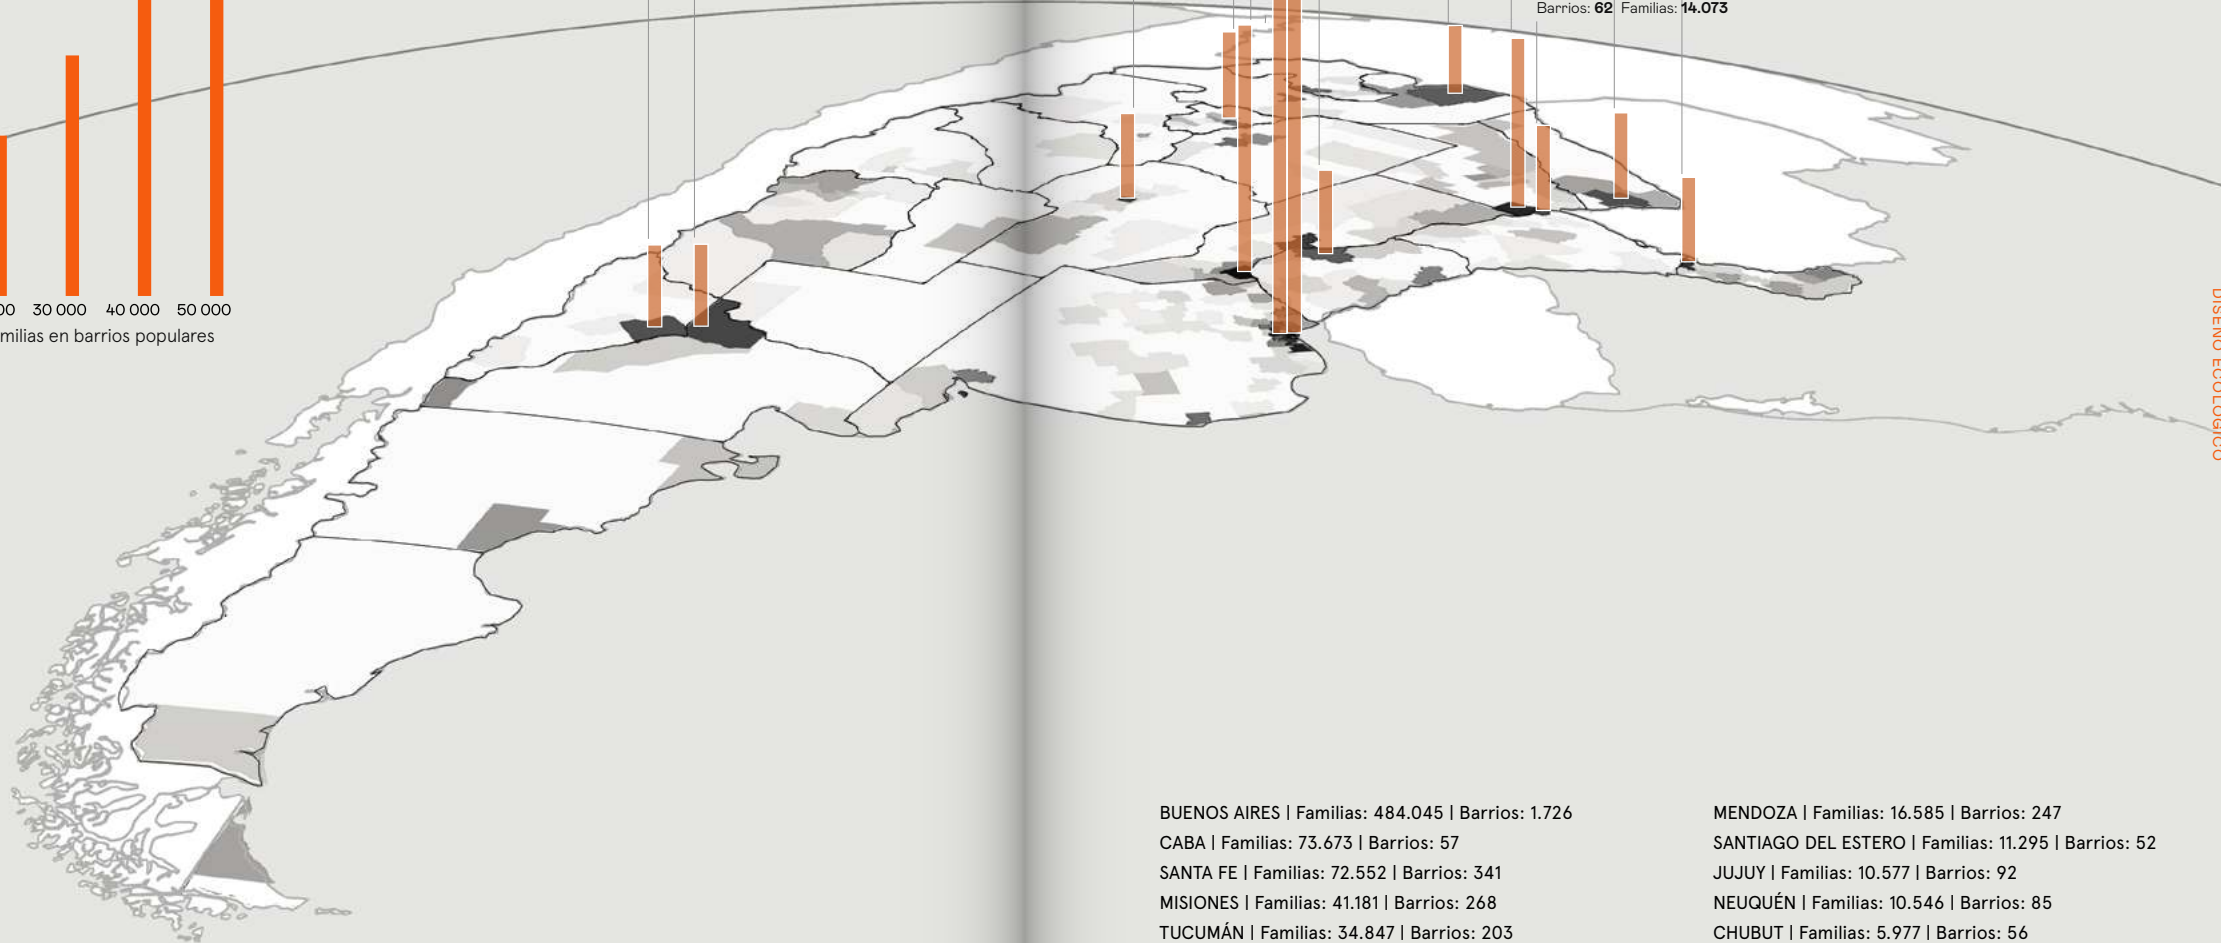 Barrios: 62 Familias: 14.073
30 000 40 000 50 000
milias en barrios populares
DISEÑO ECOLÓGICO
BUENOS AIRES | Familias: 484.045 | Barrios: 1.726
CABA | Familias: 73.673 | Barrios: 57
SANTA FE | Familias: 72.552 | Barrios: 341
MISIONES | Familias: 41.181 | Barrios: 268
TUCUMÁN | Familias: 34.847 | Barrios: 203
MENDOZA | Familias: 16.585 | Barrios: 247
SANTIAGO DEL ESTERO | Familias: 11.295 | Barrios: 52
JUJUY | Familias: 10.577 | Barrios: 92
NEUQUÉN | Familias: 10.546 | Barrios: 85
CHUBUT | Familias: 5.977 | Barrios: 56